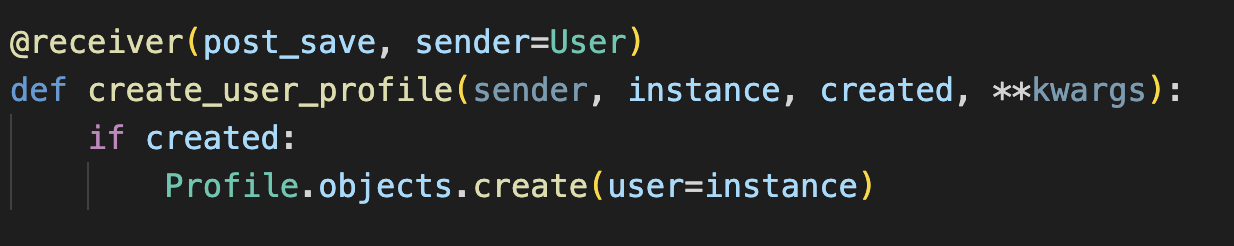 @receiver(post_save, sender=User)
def create_user_profile(sender, instance, created, **kwargs):
    if created:
        Profile.objects.create(user=instance)